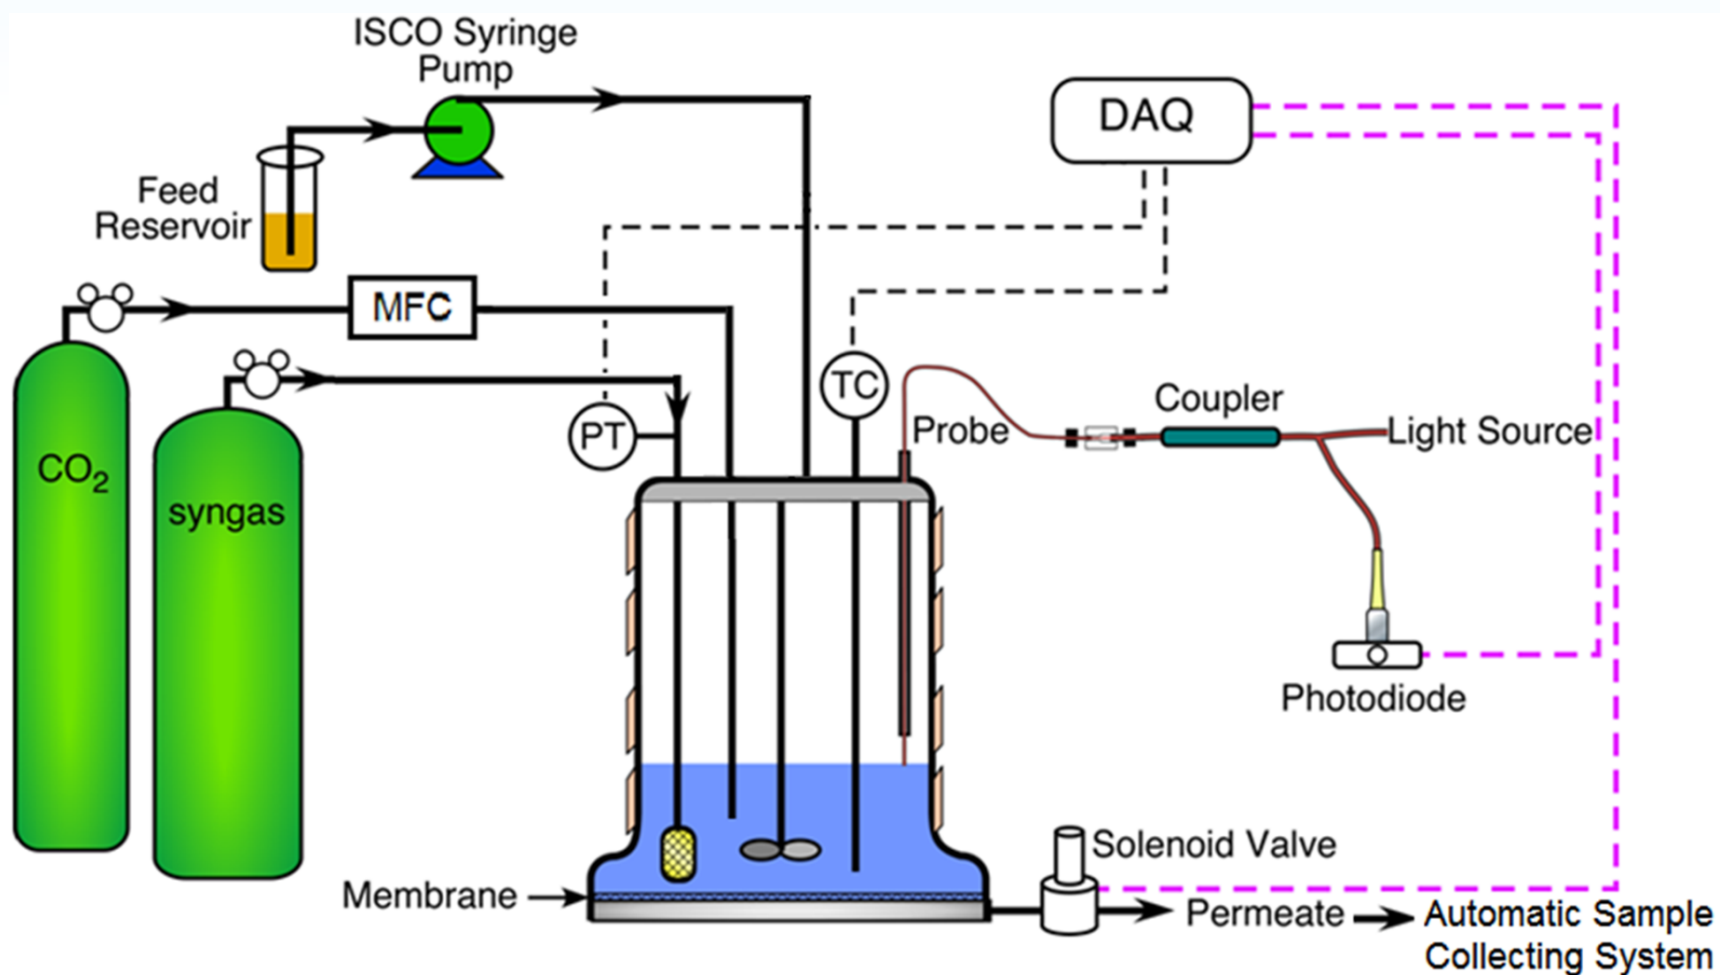 ISCO Syringe
Pump
DAQ
Feed
Reservoir
MFC
CO₂
syngas
PT
TC
Probe
Coupler
Light Source
Photodiode
Solenoid Valve
Membrane
Permeate
Automatic Sample
Collecting System